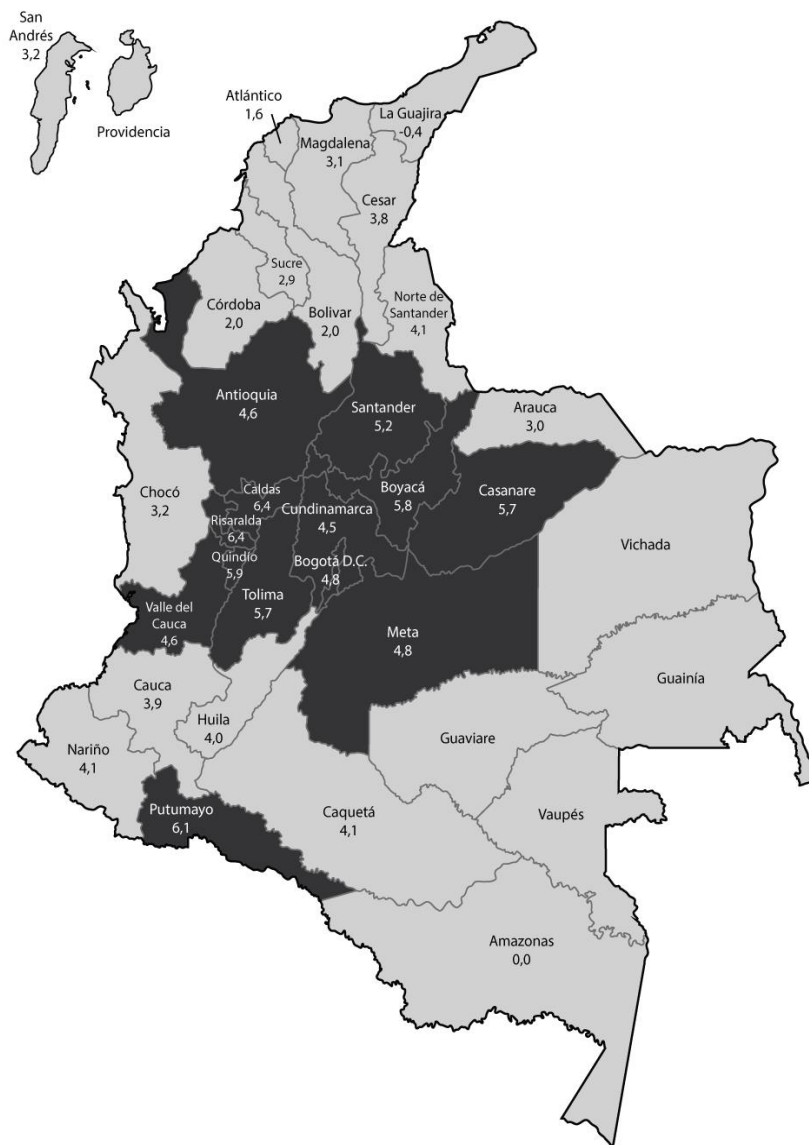 San
Andrés
3,2
Providencia
Atlántico
1,6
La Guajira
-0,4
Magdalena
3,1
Cesar
3,8
Sucre
2,9
Córdoba
2,0
Bolivar
2,0
Norte de
Santander
4,1
Antioquia
4,6
Santander
5,2
Arauca
3,0
Chocó
3,2
Caldas
6,4
Boyacá
5,8
Casanare
5,7
Cundinamarca
4,5
Risaralda
6,4
Quindío
5,9
Bogotá D.C.
4,8
Vichada
Tolima
5,7
Valle del
Cauca
4,6
Meta
4,8
Guainía
Cauca
3,9
Huila
4,0
Guaviare
Nariño
4,1
Putumayo
6,1
Caquetá
4,1
Vaupés
Amazonas
0,0